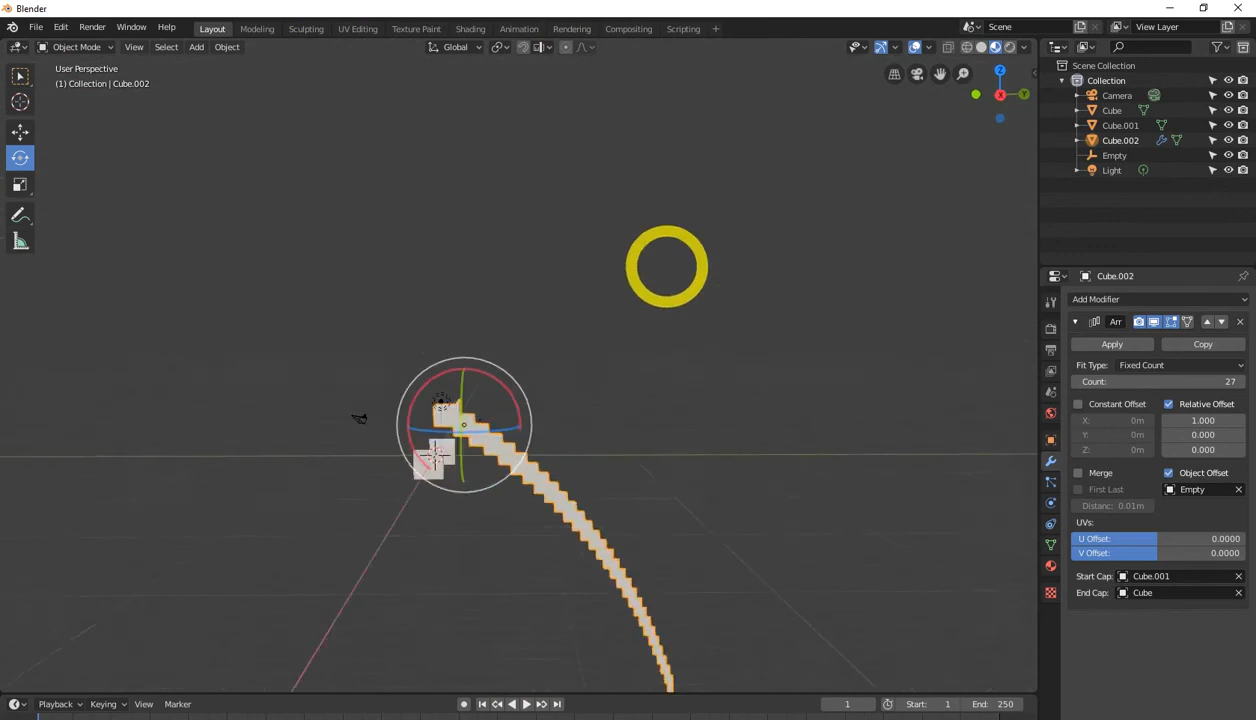 Blender
File Edit Render Window Help
Layout Modeling Sculpting UV Editing Texture Paint Shading Animation Rendering Compositing Scripting +
Scene
View Layer
Object Mode View Select Add Object
Global
User Perspective
(1) Collection | Cube.002
Z
X
Y
Scene Collection
Collection
Camera
Cube
Cube.001
Cube.002
Empty
Light
Cube.002
Add Modifier
Arr
Apply Copy
Fit Type: Fixed Count
Count: 27
Constant Offset Relative Offset
X: 0m 1.000
Y: 0m 0.000
Z: 0m 0.000
Merge Object Offset
First Last Empty
Distanc: 0.01m
UVs:
U Offset: 0.0000
V Offset: 0.0000
Start Cap: Cube.001
End Cap: Cube
Playback Keying View Marker
1
Start: 1
End: 250